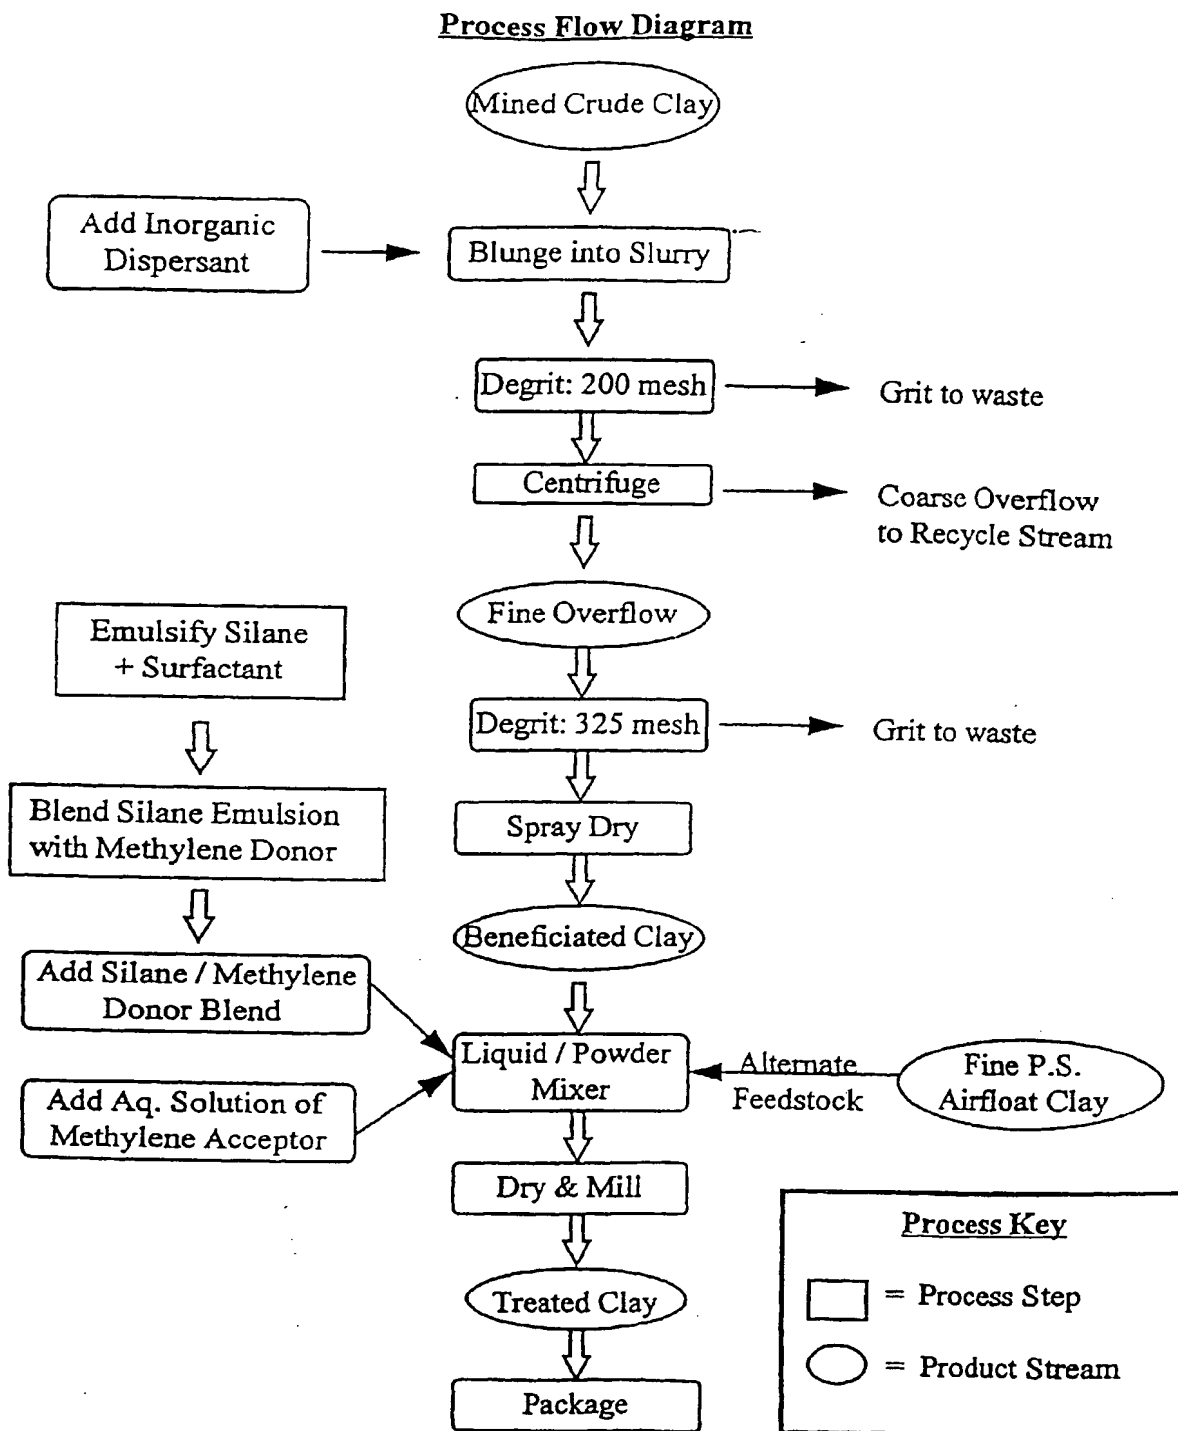 Process Flow Diagram
Mined Crude Clay
Add Inorganic
Dispersant
Blunge into Slurry
Degrit: 200 mesh
Grit to waste
Centrifuge
Coarse Overflow
to Recycle Stream
Fine Overflow
Emulsify Silane
+ Surfactant
Degrit: 325 mesh
Grit to waste
Blend Silane Emulsion
with Methylene Donor
Spray Dry
Beneficiated Clay
Add Silane / Methylene
Donor Blend
Liquid / Powder
Mixer
Alternate
Feedstock
Fine P.S.
Airfloat Clay
Add Aq. Solution of
Methylene Acceptor
Dry & Mill
Treated Clay
Package
Process Key
= Process Step
= Product Stream